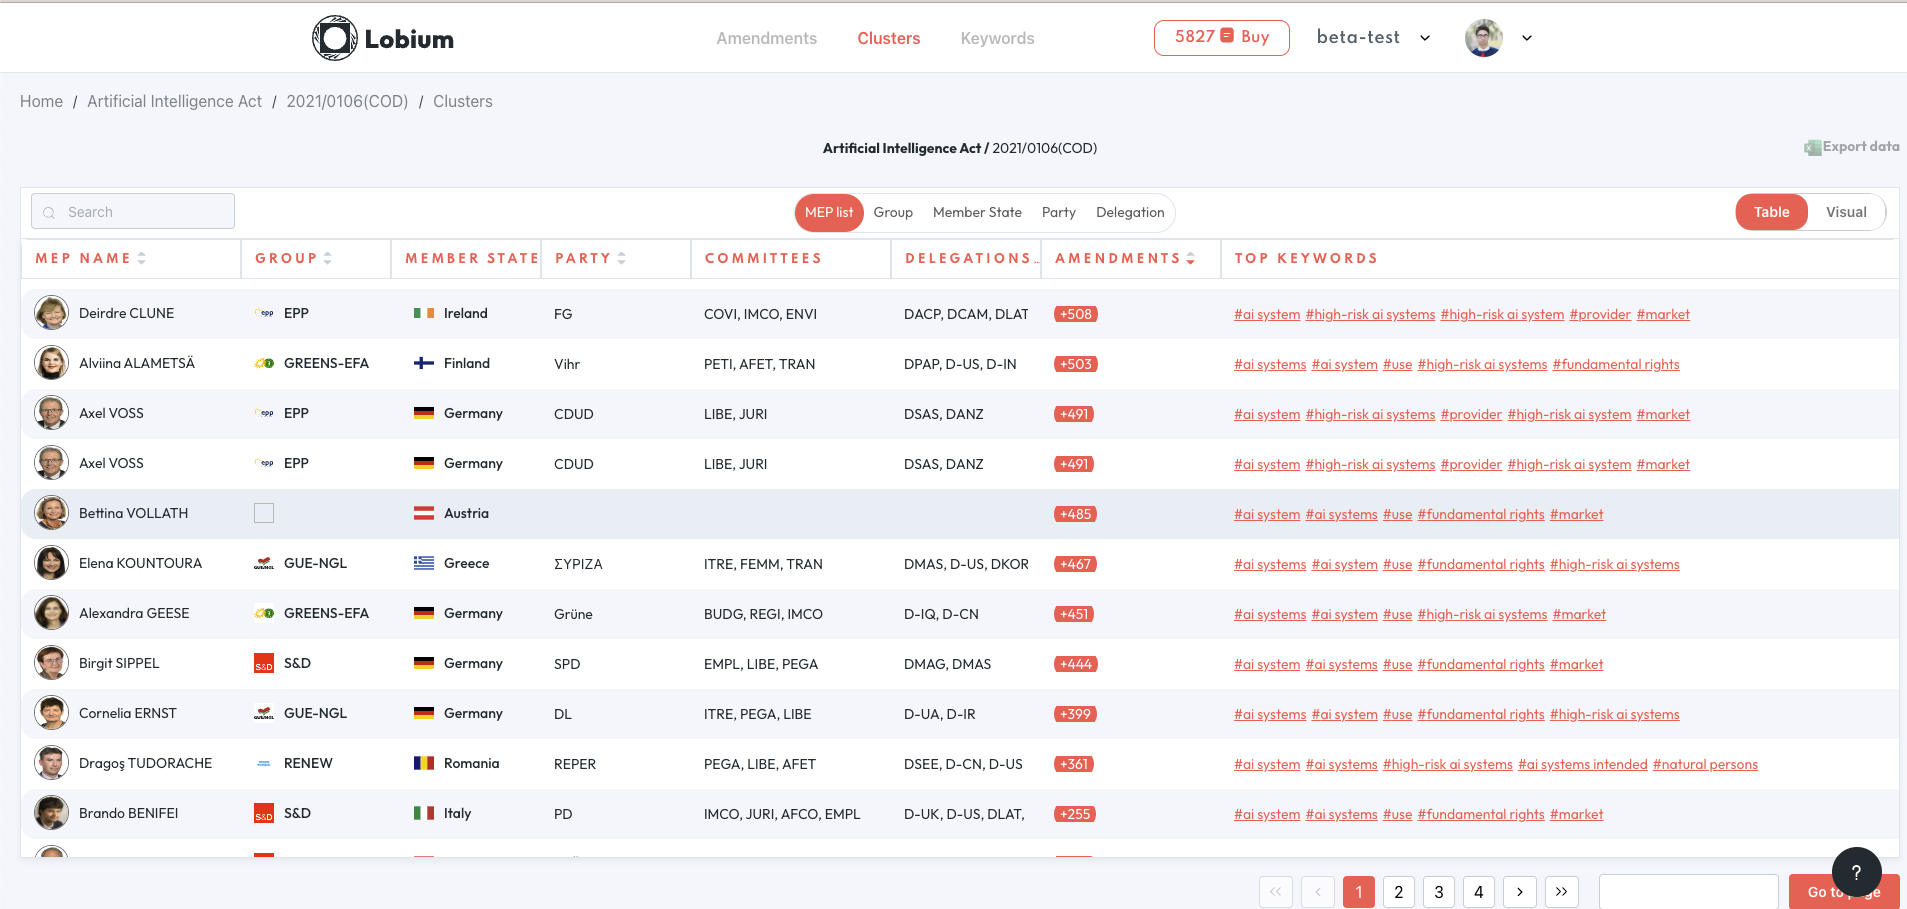 Lobium
Amendments Clusters Keywords
5827 Buy
beta-test
Home / Artificial Intelligence Act / 2021/0106(COD) / Clusters
Artificial Intelligence Act / 2021/0106(COD)
Export data
Search
MEP list Group Member State Party Delegation
Table Visual
MEP NAME GROUP MEMBER STATE PARTY COMMITTEES DELEGATIONS... AMENDMENTS TOP KEYWORDS
Deirdre CLUNE epp EPP Ireland FG COVI, IMCO, ENVI DACP, DCAM, DLAT +508 #ai system #high-risk ai systems #high-risk ai system #provider #market
Alviina ALAMETSÄ GREENS-EFA Finland Vihr PETI, AFET, TRAN DPAP, D-US, D-IN +503 #ai systems #ai system #use #high-risk ai systems #fundamental rights
Axel VOSS epp EPP Germany CDUD LIBE, JURI DSAS, DANZ +491 #ai system #high-risk ai systems #provider #high-risk ai system #market
Axel VOSS epp EPP Germany CDUD LIBE, JURI DSAS, DANZ +491 #ai system #high-risk ai systems #provider #high-risk ai system #market
Bettina VOLLATH Austria +485 #ai system #ai systems #use #fundamental rights #market
Elena KOUNTOURA GUE-NGL Greece ΣΥΡΙΖΑ ITRE, FEMM, TRAN DMAS, D-US, DKOR +467 #ai systems #ai system #use #fundamental rights #high-risk ai systems
Alexandra GEESE GREENS-EFA Germany Grüne BUDG, REGI, IMCO D-IQ, D-CN +451 #ai systems #ai system #use #high-risk ai systems #market
Birgit SIPPEL S&D S&D Germany SPD EMPL, LIBE, PEGA DMAG, DMAS +444 #ai system #ai systems #use #fundamental rights #market
Cornelia ERNST GUE-NGL Germany DL ITRE, PEGA, LIBE D-UA, D-IR +399 #ai systems #ai system #use #fundamental rights #high-risk ai systems
Dragoş TUDORACHE RENEW Romania REPER PEGA, LIBE, AFET DSEE, D-CN, D-US +361 #ai system #ai systems #high-risk ai systems #ai systems intended #natural persons
Brando BENIFEI S&D S&D Italy PD IMCO, JURI, AFCO, EMPL D-UK, D-US, DLAT, +255 #ai system #ai systems #use #fundamental rights #market
<< < 1 2 3 4 > >>
Go to
?